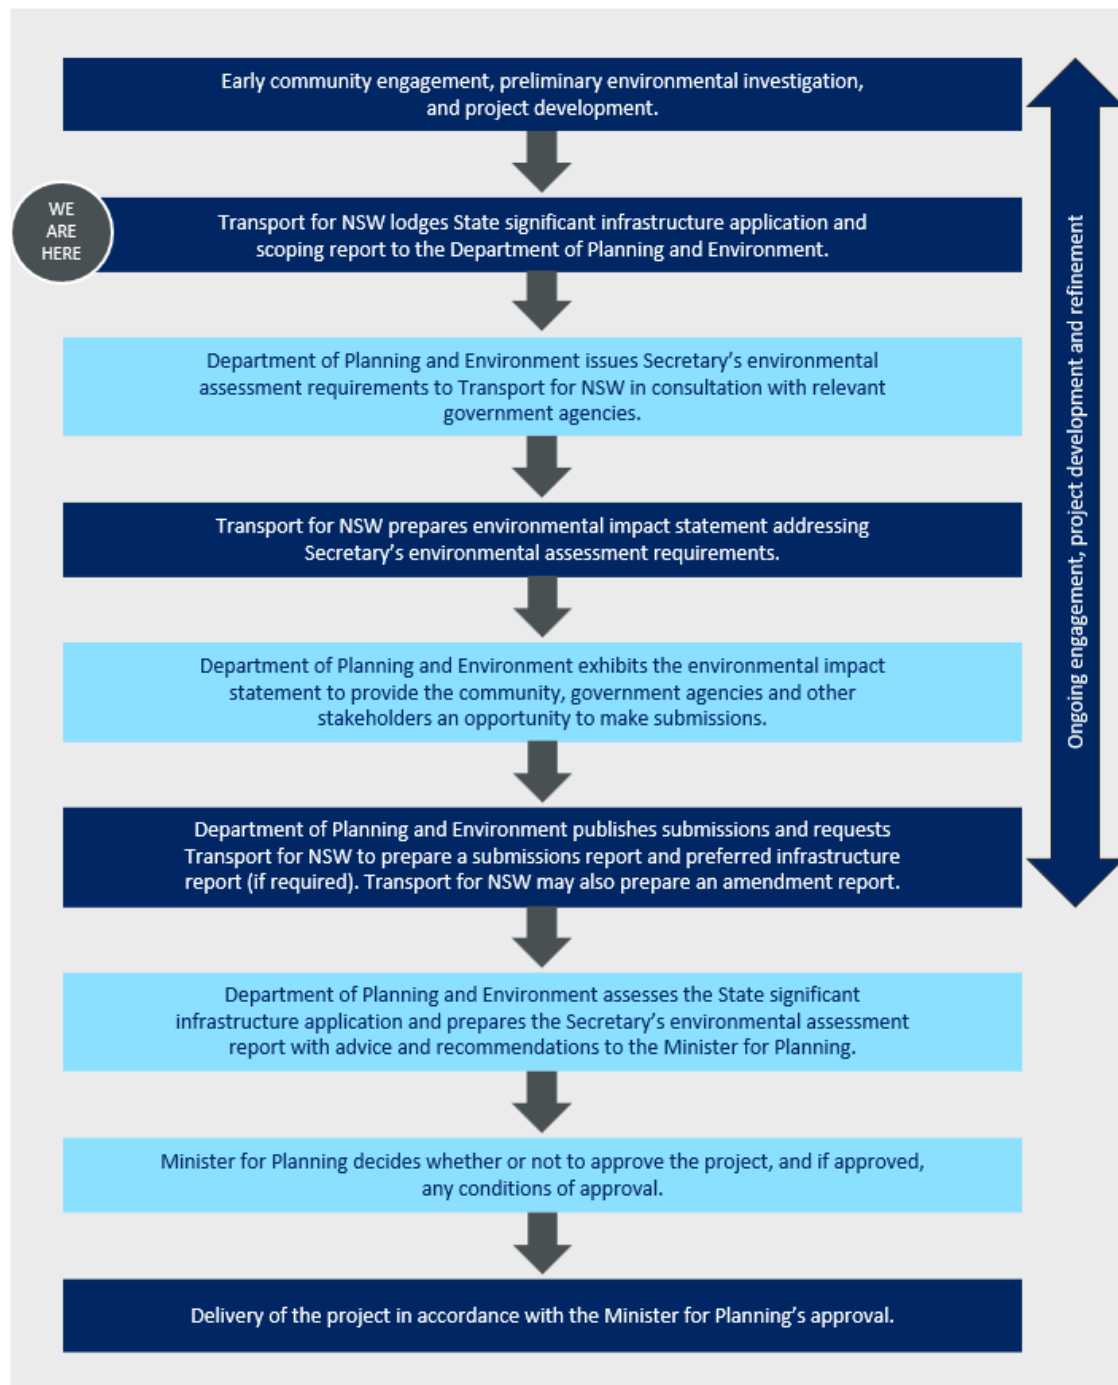 Early community engagement, preliminary environmental investigation,
and project development.
WE
ARE
HERE
Transport for NSW lodges State significant infrastructure application and
scoping report to the Department of Planning and Environment.
Department of Planning and Environment issues Secretary’s environmental
assessment requirements to Transport for NSW in consultation with relevant
government agencies.
Transport for NSW prepares environmental impact statement addressing
Secretary’s environmental assessment requirements.
Department of Planning and Environment exhibits the environmental impact
statement to provide the community, government agencies and other
stakeholders an opportunity to make submissions.
Department of Planning and Environment publishes submissions and requests
Transport for NSW to prepare a submissions report and preferred infrastructure
report (if required). Transport for NSW may also prepare an amendment report.
Department of Planning and Environment assesses the State significant
infrastructure application and prepares the Secretary’s environmental assessment
report with advice and recommendations to the Minister for Planning.
Minister for Planning decides whether or not to approve the project, and if approved,
any conditions of approval.
Delivery of the project in accordance with the Minister for Planning’s approval.
Ongoing engagement, project development and refinement